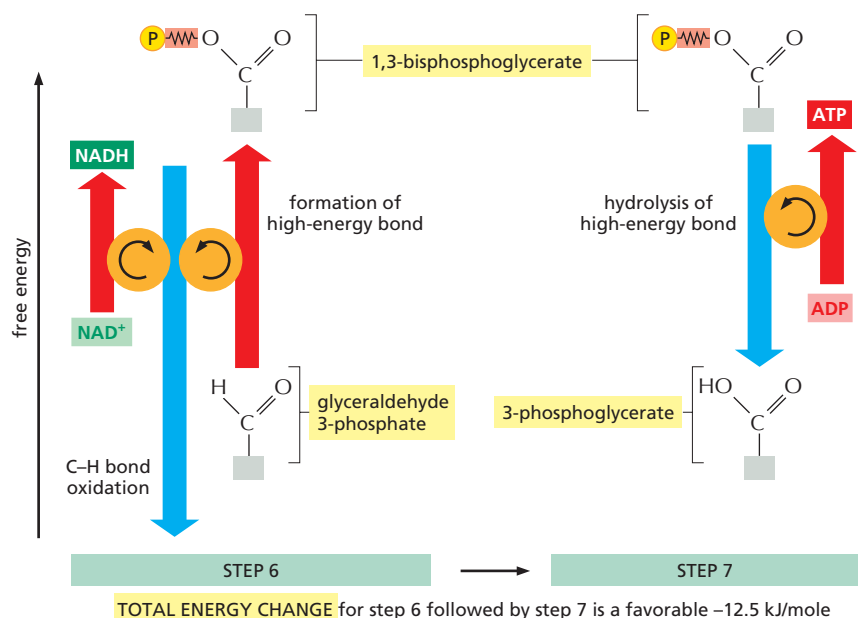 P
O
O
C
1,3-bisphosphoglycerate
P
O
O
C
free energy
NADH
NAD⁺
formation of
high-energy bond
hydrolysis of
high-energy bond
ATP
ADP
H
O
C
glyceraldehyde
3-phosphate
3-phosphoglycerate
HO
O
C
C–H bond
oxidation
STEP 6
STEP 7
TOTAL ENERGY CHANGE for step 6 followed by step 7 is a favorable –12.5 kJ/mole